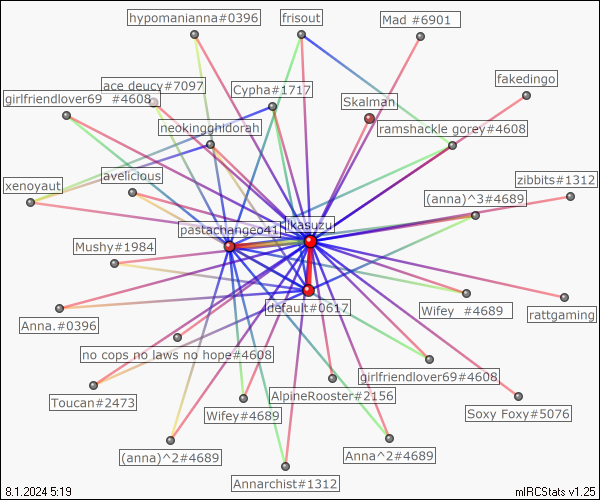 hypomanianna#0396
frisout
Mad #6901
fakedingo
ace deucy#7097
girlfriendlover69 #4608
Cypha#1717
Skalman
neokingghidorah
ramshackle gorey#4608
xenoyaut
avelicious
(anna)^3#4689
zibbits#1312
pastachangeo41
ikasuzu
Mushy#1984
default#0617
Anna.#0396
Wifey #4689
rattgaming
no cops no laws no hope#4608
girlfriendlover69#4608
Toucan#2473
AlpineRooster#2156
Wifey#4689
Soxy Foxy#5076
(anna)^2#4689
Anna^2#4689
Annarchist#1312
8.1.2024 5:19
mIRCStats v1.25